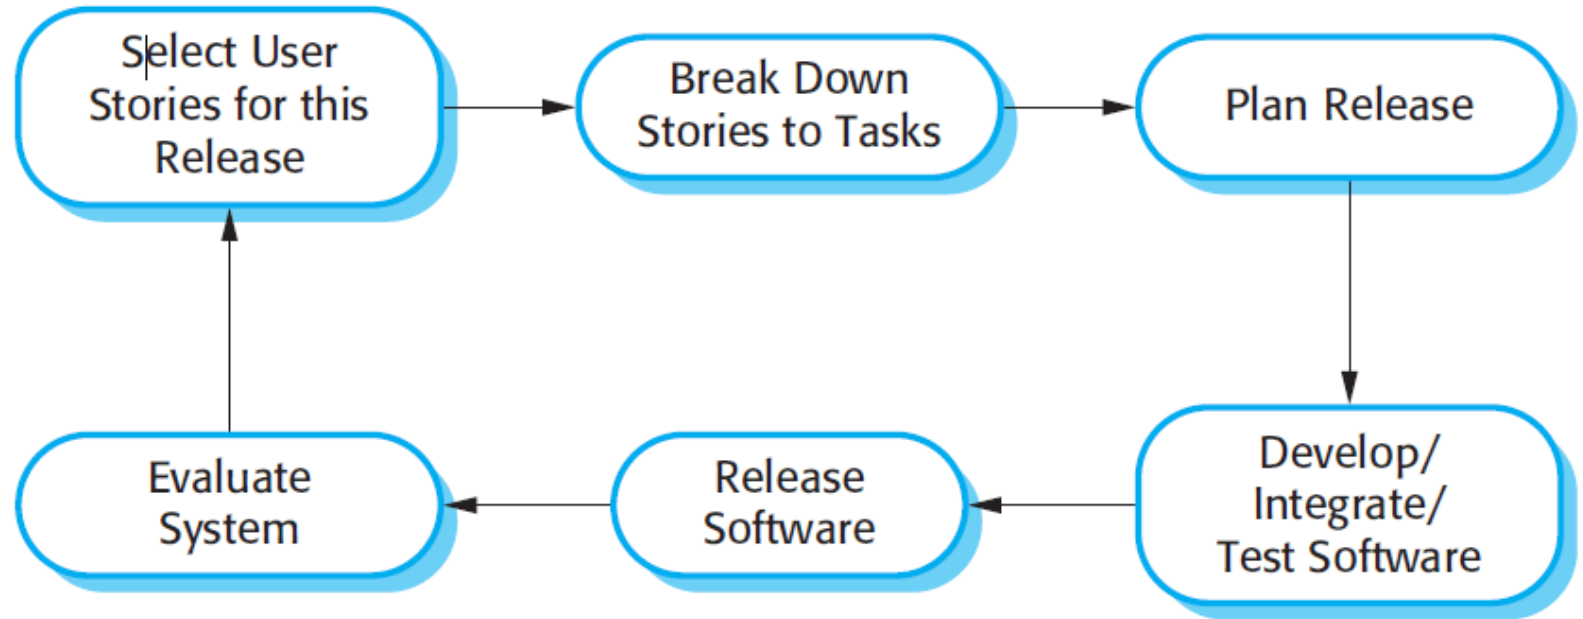 Select User
Stories for this
Release
Break Down
Stories to Tasks
Plan Release
Develop/
Integrate/
Test Software
Release
Software
Evaluate
System